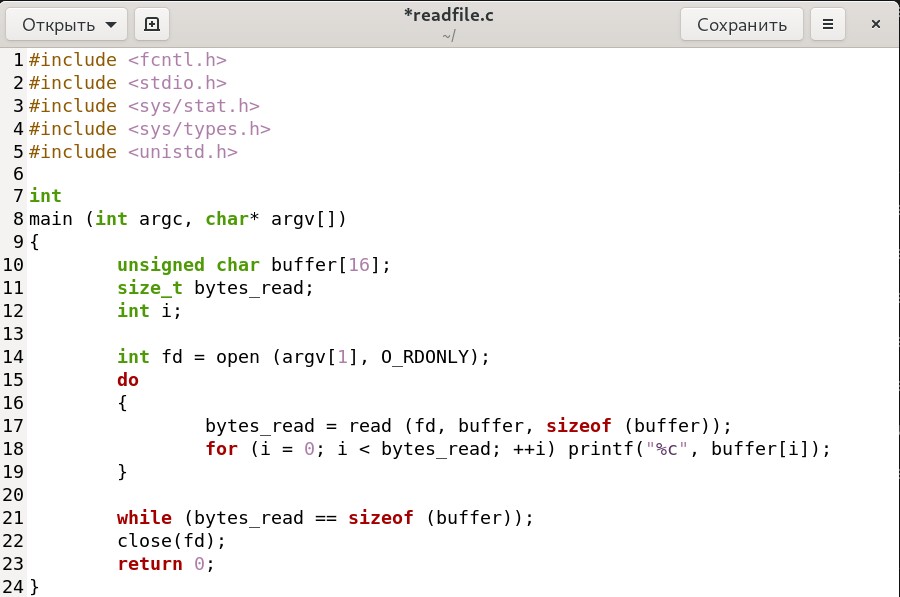 Открыть
*readfile.c
~/
Сохранить
1 #include <fcntl.h>
2 #include <stdio.h>
3 #include <sys/stat.h>
4 #include <sys/types.h>
5 #include <unistd.h>
6
7 int
8 main (int argc, char* argv[])
9 {
10         unsigned char buffer[16];
11         size_t bytes_read;
12         int i;
13
14         int fd = open (argv[1], O_RDONLY);
15         do
16         {
17                 bytes_read = read (fd, buffer, sizeof (buffer));
18                 for (i = 0; i < bytes_read; ++i) printf("%c", buffer[i]);
19         }
20
21         while (bytes_read == sizeof (buffer));
22         close(fd);
23         return 0;
24 }